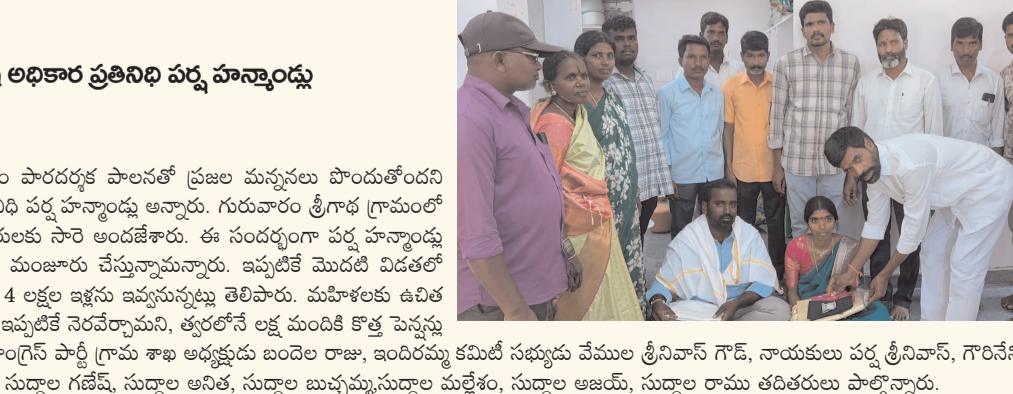 అధికార ప్రతినిధి పర్ష హన్మాండ్లు
పారదర్శక పాలనతో ప్రజల మన్ననలు పొందుతోందని
పర్ష హన్మాండ్లు అన్నారు. గురువారం శ్రీగాథ గ్రామంలో
సారె అందజేశారు. ఈ సందర్భంగా పర్ష హన్మాండ్లు
మంజూరు చేస్తున్నామన్నారు. ఇప్పటికే మొదటి విడతలో
4 లక్షల ఇళ్లను ఇవ్వనున్నట్లు తెలిపారు. మహిళలకు ఉచిత
ఇప్పటికే నెరవేర్చామని, త్వరలోనే లక్ష మందికి కొత్త పెన్షన్లు
పార్టీ గ్రామ శాఖ అధ్యక్షుడు బందెల రాజు, ఇందిరమ్మ కమిటీ సభ్యుడు వేముల శ్రీనివాస్ గౌడ్, నాయకులు పర్ష శ్రీనివాస్,
సుద్దాల గణేష్, సుద్దాల అనిత, సుద్దాల బుచ్చమ్మ,సుద్దాల మల్లేశం, సుద్దాల అజయ్, సుద్దాల రాము తదితరులు పాల్గొన్నారు.